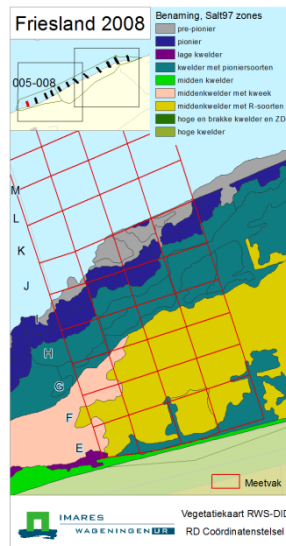 Friesland 2008
005-008
Benaming, Salt97 zones
pre-pionier
pionier
lage kwelder
kwelder met pioniersoorten
midden kwelder
middenkwelder met kweek
middenkwelder met R-soorten
hoge en brakke kwelder en ZD
hoge kwelder
M
L
K
J
I
H
G
F
E
Meetvak
IMARES
WAGENINGEN UR
Vegetatiekaart RWS-DID
RD Coördinatenstelsel